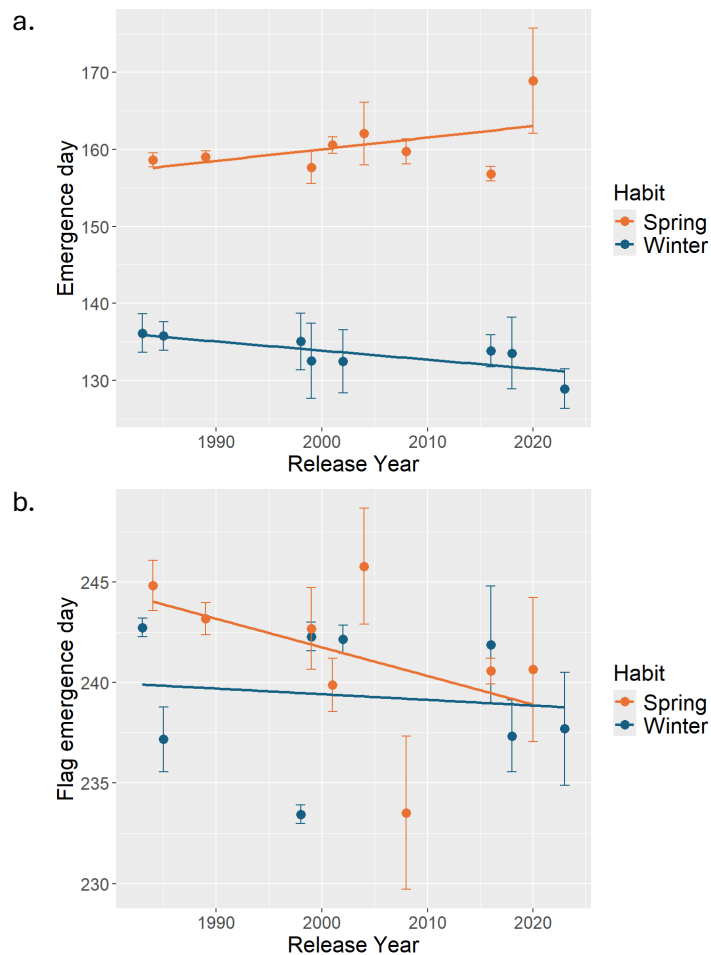 a.
Emergence day
170
160
150
140
130
1990
2000
2010
2020
Release Year
Habit
Spring
Winter
b.
Flag emergence day
245
240
235
230
1990
2000
2010
2020
Release Year
Habit
Spring
Winter